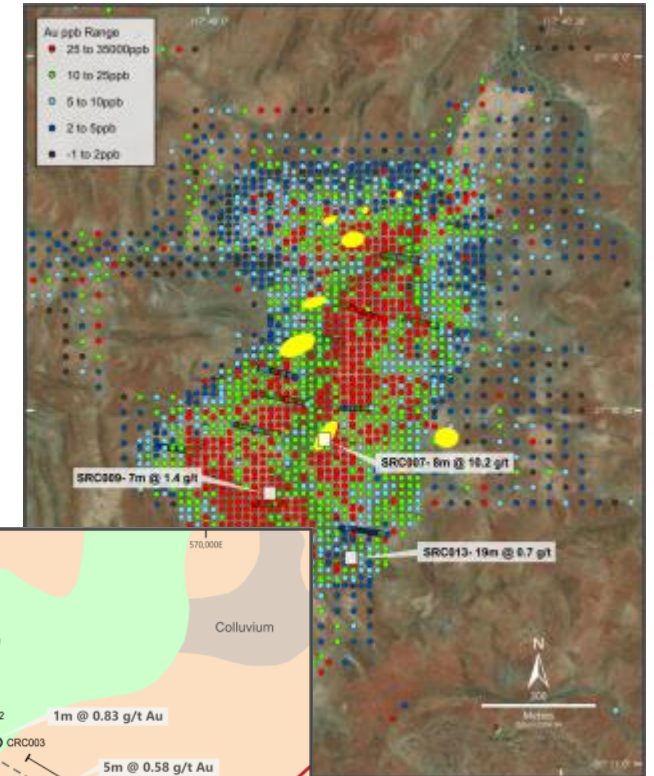 Au ppb Range
25 to 35000ppb
10 to 25ppb
5 to 10ppb
2 to 5ppb
-1 to 2ppb
SRC007- 8m @ 10.2 g/t
SRC009- 7m @ 1.4 g/t
SRC013- 19m @ 0.7 g/t
N
300
Metres
570,000E
Colluvium
2
1m @ 0.83 g/t Au
CRC003
5m @ 0.58 g/t Au